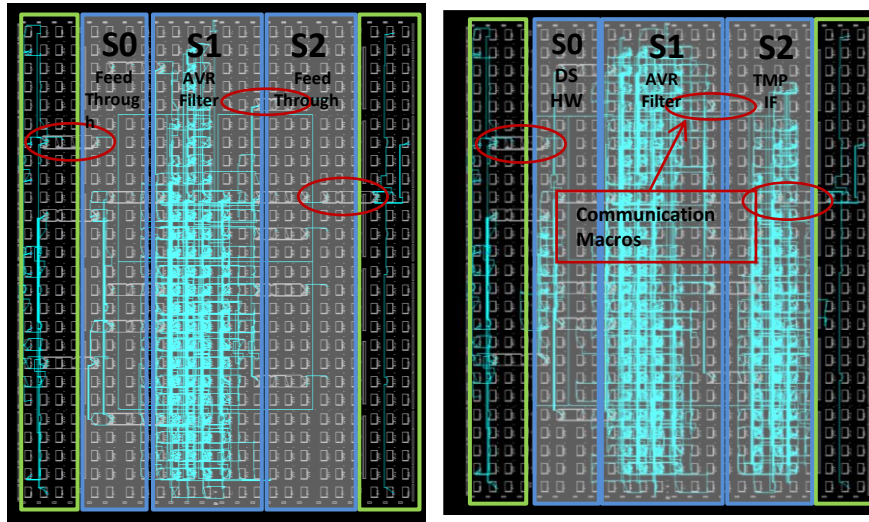 S0
Feed
Throug
h
S1
AVR
Filter
S2
Feed
Through
S0
DS
HW
S1
AVR
Filter
S2
TMP
IF
Communication
Macros